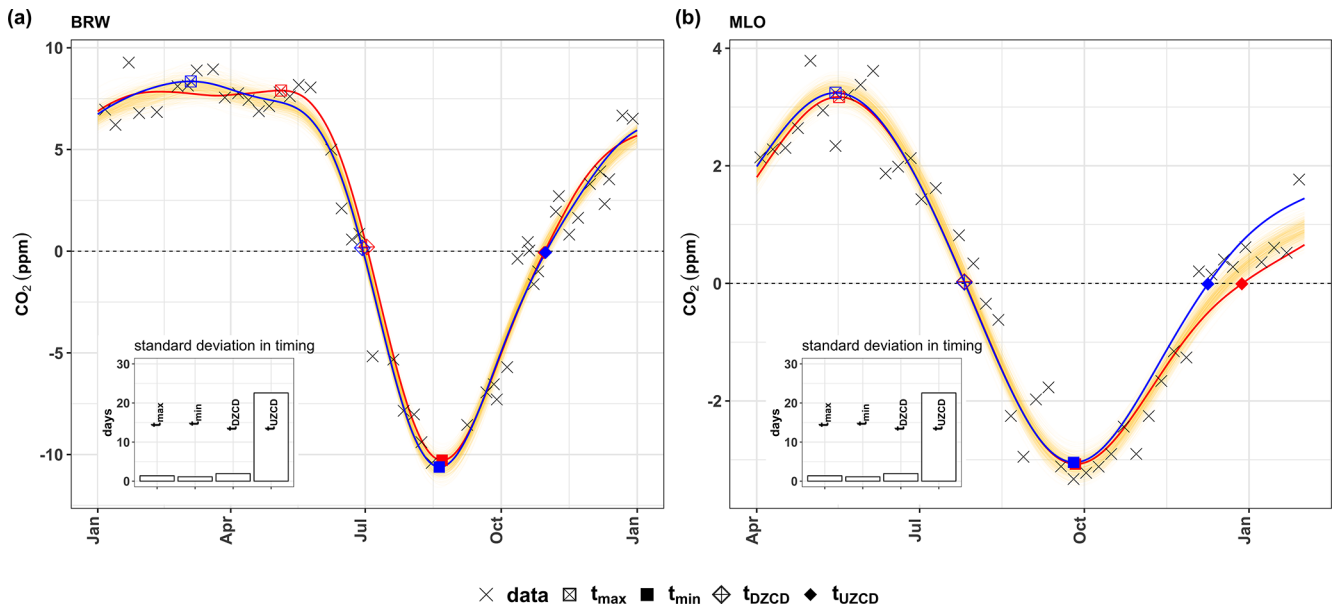 (a) BRW
10
5
0
-5
-10
CO2 (ppm)
standard deviation in timing
30
20
10
0
days
tmax
tmin
tDZCD
tUZCD
Jan
Apr
Jul
Oct
Jan
(b) MLO
4
2
0
-2
CO2 (ppm)
standard deviation in timing
30
20
10
0
days
tmax
tmin
tDZCD
tUZCD
Apr
Jul
Oct
Jan
data tmax tmin tDZCD tUZCD